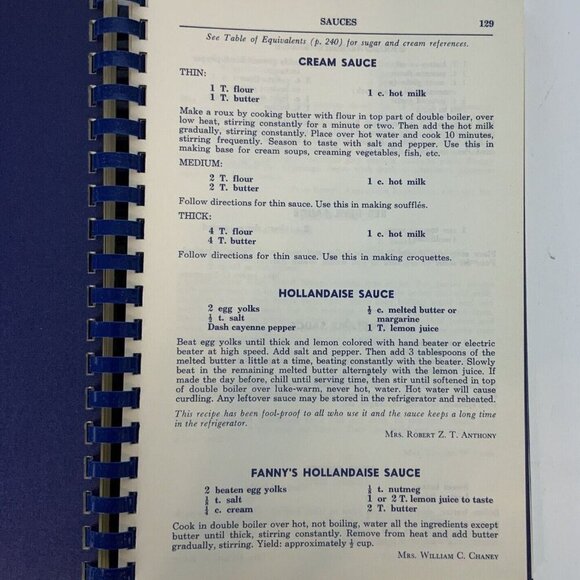 SAUCES 129
See Table of Equivalents (p. 240) for sugar and cream references.
CREAM SAUCE
THIN:
1 T. flour 1 c. hot milk
1 T. butter
Make a roux by cooking butter with flour in top part of double boiler, over
low heat, stirring constantly for a minute or two. Then add the hot milk
gradually, stirring constantly. Place over hot water and cook 10 minutes,
stirring frequently. Season to taste with salt and pepper. Use this in
making base for cream soups, creaming vegetables, fish, etc.
MEDIUM:
2 T. flour 1 c. hot milk
2 T. butter
Follow directions for thin sauce. Use this in making soufflés.
THICK:
4 T. flour 1 c. hot milk
4 T. butter
Follow directions for thin sauce. Use this in making croquettes.
HOLLANDAISE SAUCE
2 egg yolks ½ c. melted butter or
½ t. salt margarine
Dash cayenne pepper 1 T. lemon juice
Beat egg yolks until thick and lemon colored with hand beater or electric
beater at high speed. Add salt and pepper. Then add 3 tablespoons of the
melted butter a little at a time, beating constantly with the beater. Slowly
beat in the remaining melted butter alternately with the lemon juice. If
made the day before, chill until serving time, then stir until softened in top
of double boiler over luke-warm, never hot, water. Hot water will cause
curdling. Any leftover sauce may be stored in the refrigerator and reheated.
This recipe has been fool-proof to all who use it and the sauce keeps a long time
in the refrigerator.
MRS. ROBERT Z. T. ANTHONY
FANNY'S HOLLANDAISE SAUCE
2 beaten egg yolks t. nutmeg
t. salt 1 or 2 T. lemon juice to taste
¼ c. cream 2 T. butter
Cook in double boiler over hot, not boiling, water all the ingredients except
butter until thick, stirring constantly. Remove from heat and add butter
gradually, stirring. Yield: approximately ½ cup.
MRS. WILLIAM C. CHANEY